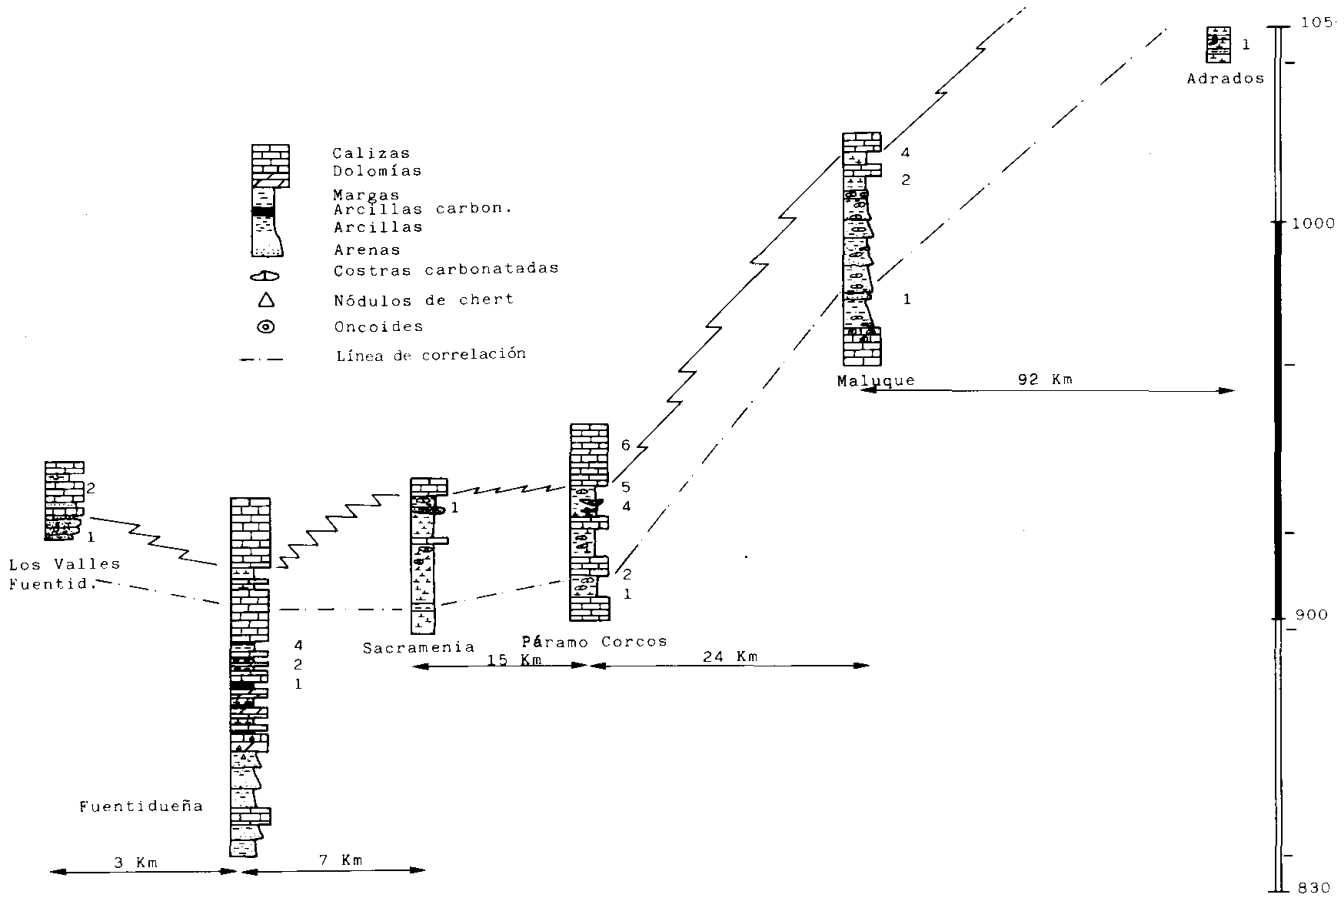 105
1
Adrados
Calizas
Dolomías
Margas
Arcillas carbon.
Arcillas
Arenas
Costras carbonatadas
Nódulos de chert
Oncoides
Línea de correlación
4
2
1
Maluque
92 Km
1000
6
5
4
2
1
Páramo Corcos
2
1
Los Valles
Fuentid.
1
Sacramenia
15 Km
24 Km
900
4
2
1
Fuentidueña
3 Km
7 Km
830